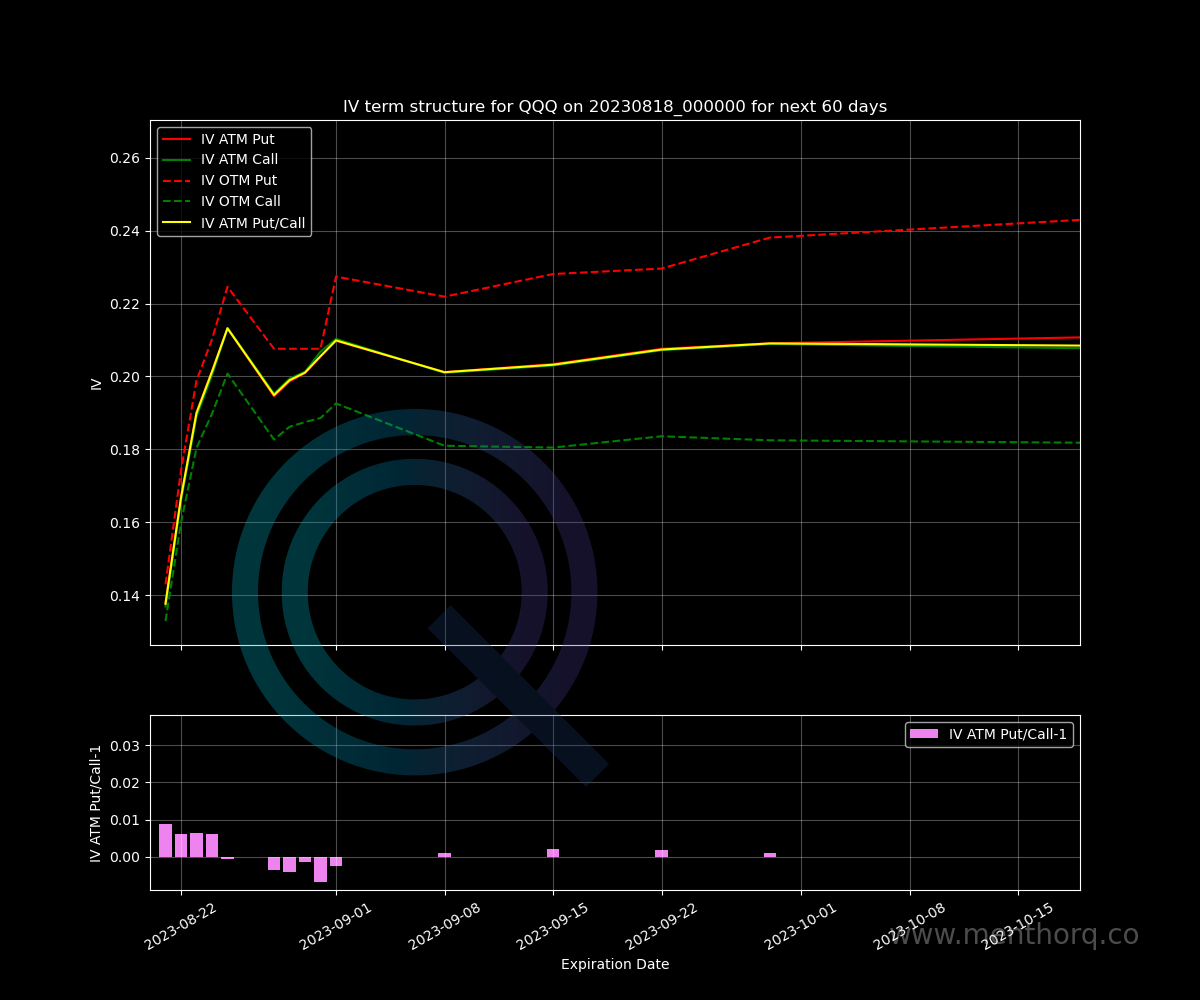 IV term structure for QQQ on 20230818_000000 for next 60 days
IV ATM Put
IV ATM Call
IV OTM Put
IV OTM Call
IV ATM Put/Call
0.26
0.24
0.22
0.20
0.18
0.16
0.14
IV
IV ATM Put/Call-1
0.03
0.02
0.01
0.00
IV ATM Put/Call-1
2023-08-22
2023-09-01
2023-09-08
2023-09-15
2023-09-22
2023-10-01
2023-10-08
2023-10-15
www.menthorq.co
Expiration Date